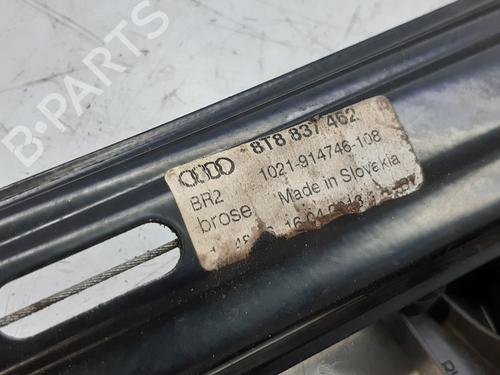 8T8 837 462
1021-914746-108
BR2 Made in Slovakia
brose
B-PARTS